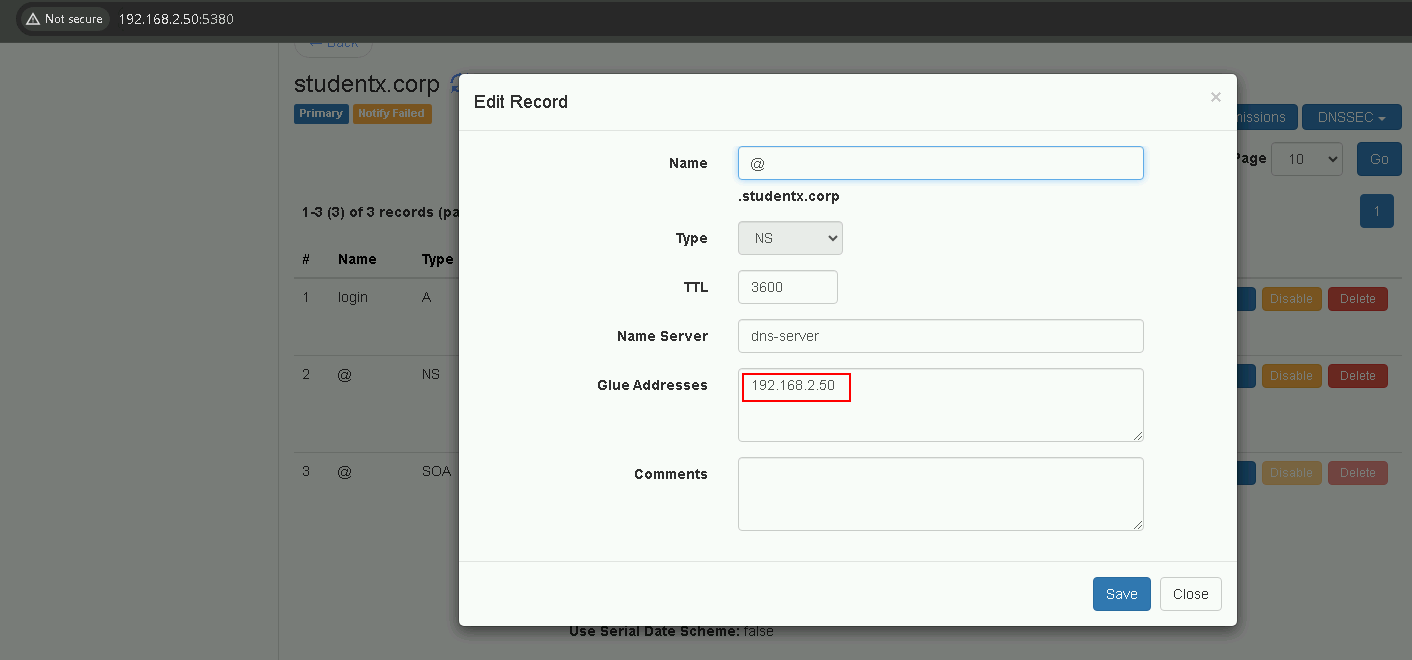 Not secure 192.168.2.50:5380
Back
studentx.corp
Primary Notify Failed
missions DNSSEC
Page 10 Go
1-3 (3) of 3 records (pa
1
# Name Type
1 login A Disable Delete
2 @ NS Disable Delete
3 @ SOA Disable Delete
Use Serial Date Scheme: false
Edit Record ×
Name @
.studentx.corp
Type NS
TTL 3600
Name Server dns-server
Glue Addresses 192.168.2.50
Comments
Save Close